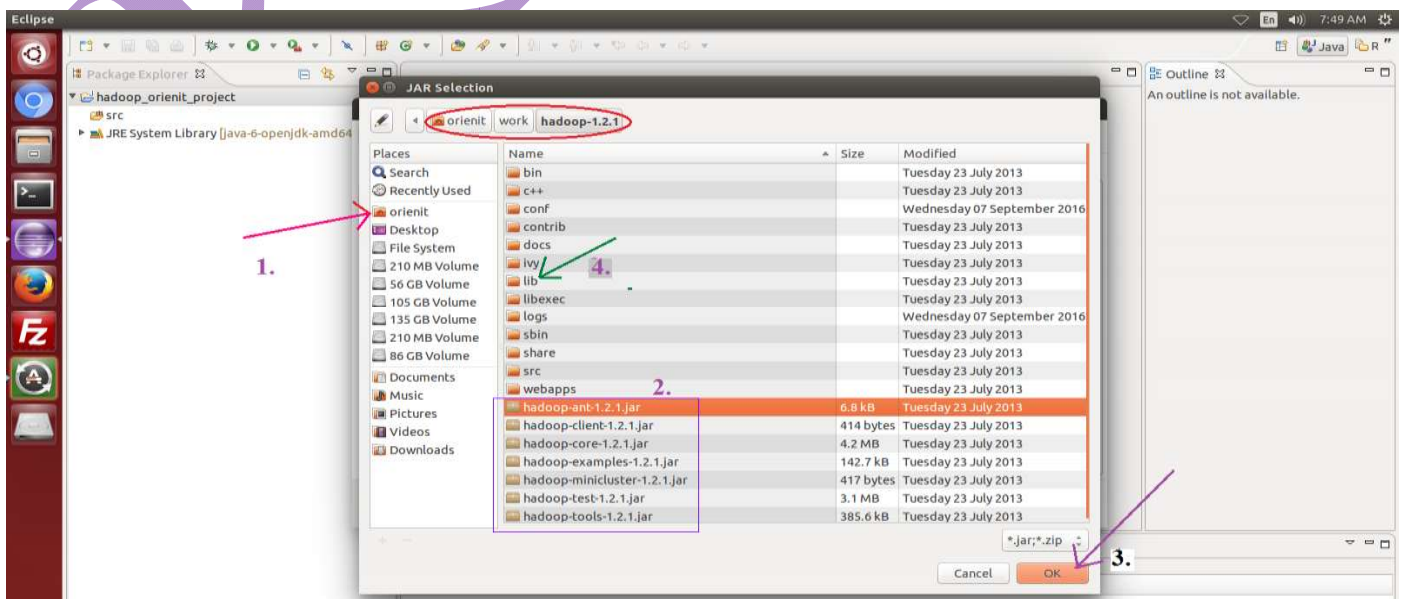 Eclipse
En 7:49 AM
Java R "
Package Explorer
hadoop_orienit_project
src
JRE System Library [java-6-openjdk-amd64
JAR Selection
orienit work hadoop-1.2.1
Places
Search
Recently Used
orienit
Desktop
File System
210 MB Volume
56 GB Volume
105 GB Volume
135 GB Volume
210 MB Volume
86 GB Volume
Documents
Music
Pictures
Videos
Downloads
Name Size Modified
bin Tuesday 23 July 2013
c++ Tuesday 23 July 2013
conf Wednesday 07 September 2016
contrib Tuesday 23 July 2013
docs Tuesday 23 July 2013
ivy Tuesday 23 July 2013
lib Tuesday 23 July 2013
libexec Tuesday 23 July 2013
logs Wednesday 07 September 2016
sbin Tuesday 23 July 2013
share Tuesday 23 July 2013
src Tuesday 23 July 2013
webapps Tuesday 23 July 2013
hadoop-ant-1.2.1.jar 6.8 kB Tuesday 23 July 2013
hadoop-client-1.2.1.jar 414 bytes Tuesday 23 July 2013
hadoop-core-1.2.1.jar 4.2 MB Tuesday 23 July 2013
hadoop-examples-1.2.1.jar 142.7 kB Tuesday 23 July 2013
hadoop-minicluster-1.2.1.jar 417 bytes Tuesday 23 July 2013
hadoop-test-1.2.1.jar 3.1 MB Tuesday 23 July 2013
hadoop-tools-1.2.1.jar 385.6 kB Tuesday 23 July 2013
*.jar;*.zip
Cancel OK
1.
2.
3.
4.
Outline
An outline is not available.
Fz